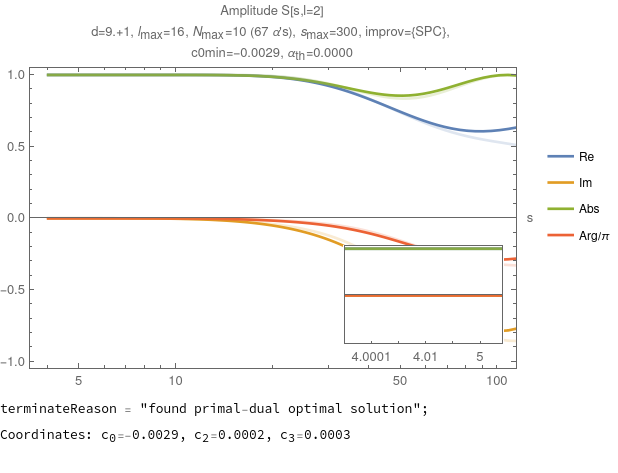 Amplitude S[s,l=2]
d=9.+1, lmax=16, Nmax=10 (67 α's), smax=300, improv={SPC},
c0min=−0.0029, αth=0.0000
1.0
0.5
0.0
−0.5
−1.0
5
10
50
100
s
4.0001
4.01
5
Re
Im
Abs
Arg/π
terminateReason = "found primal-dual optimal solution";
Coordinates: c0=-0.0029, c2=0.0002, c3=0.0003